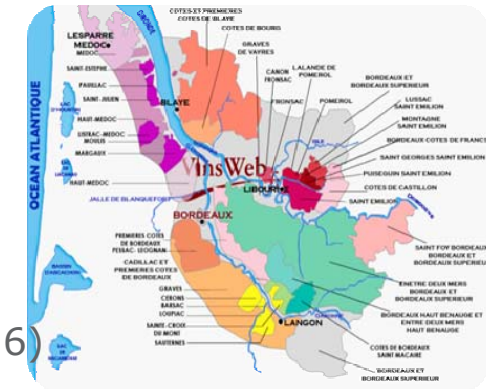 COTES ET PREMIERES
COTES DE BLAYE
COTES DE BOURG
GRAVES
DE VAYRES
CANON
FRONSAC
LALANDE DE
POMEROL
FRONSAC
POMEROL
BORDEAUX ET
BORDEAUX SUPERIEUR
LUSSAC
SAINT EMILION
MONTAGNE
SAINT EMILION
BORDEAUX-COTES DE FRANCS
SAINT GEORGES SAINT EMILION
PUISEGUIN SAINT EMILION
COTES DE CASTILLON
SAINT EMILION
GIRONDE
LESPARRE
MEDOC
MEDOC
SAINT-ESTEPHE
PAUILLAC
SAINT-JULIEN
BLAYE
HAUT-MEDOC
LISTRAC-MEDOC
MOULIS
MARGAUX
HAUT-MEDOC
OCEAN ATLANTIQUE
VinsWeb
LIBOURNE
ISLE
JALLE DE BLANQUEFORT
BORDEAUX
PREMIERES COTES
DE BORDEAUX
PESSAC-LEOGNAN
CADILLAC ET
PREMIERES COTES
DE BORDEAUX
GRAVES
CERONS
BARSAC
LOUPIAC
SAINTE-CROIX
DU MONT
SAUTERNES
LANGON
SAINT FOY BORDEAUX
BORDEAUX ET
BORDEAUX SUPERIEUR
ENTRE DEUX MERS
BORDEAUX ET
BORDEAUX SUPERIEUR
BORDEAUX HAUT BENAUGE ET
ENTRE DEUX MERS
HAUT BENAUGE
COTES DE BORDEAUX
SAINT MACAIRE
BORDEAUX ET
BORDEAUX SUPERIEUR
BASSIN
D'ARCACHON
6)